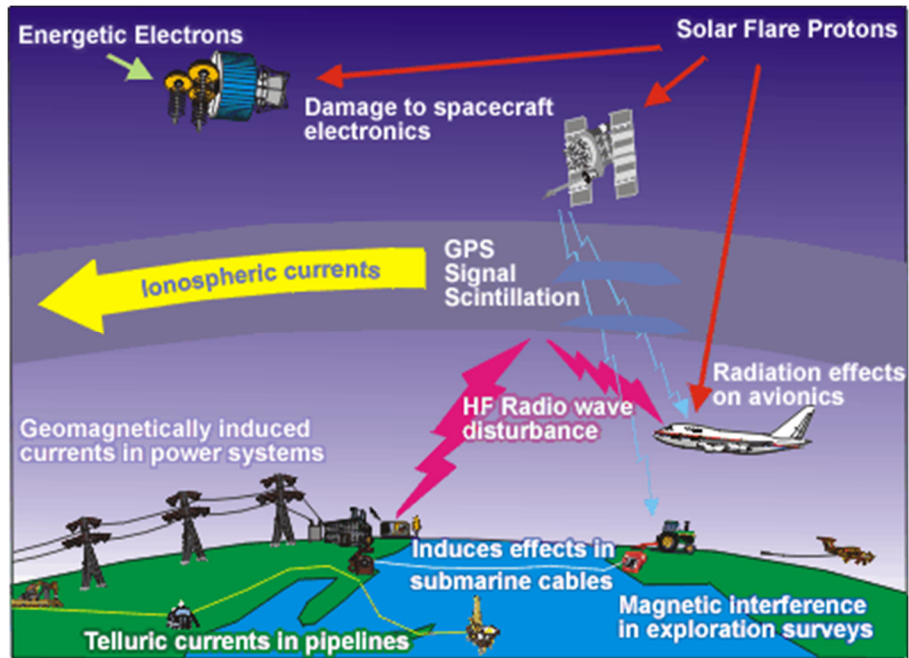 Energetic Electrons
Solar Flare Protons
Damage to spacecraft
electronics
GPS
Signal
Scintillation
Ionospheric currents
Radiation effects
on avionics
HF Radio wave
disturbance
Geomagnetically induced
currents in power systems
Induces effects in
submarine cables
Magnetic interference
in exploration surveys
Telluric currents in pipelines